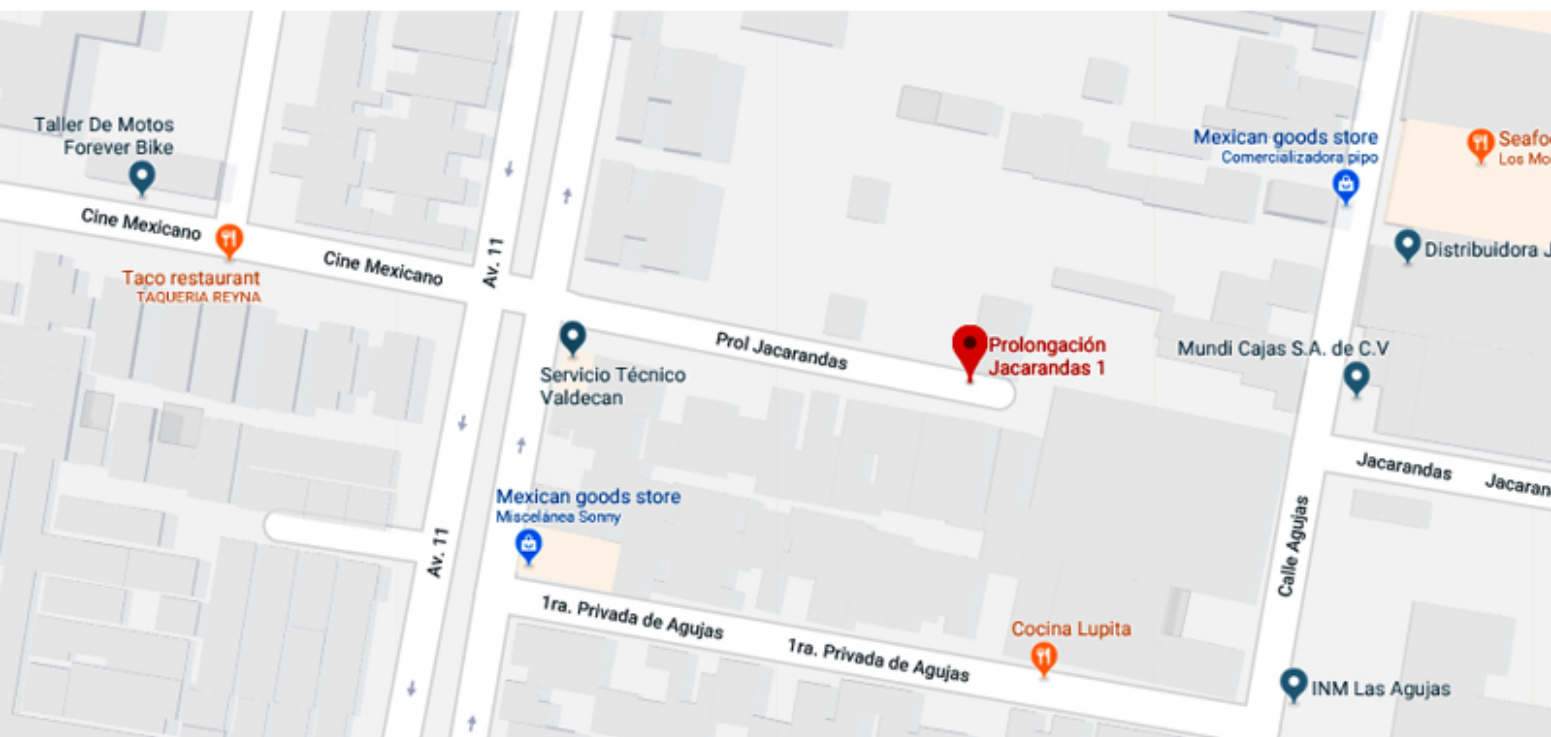 Taller De Motos
Forever Bike
Mexican goods store
Comercializadora pipo
Cine Mexicano
Taco restaurant
TAQUERIA REYNA
Cine Mexicano
Av. 11
Distribuidora J
Prol Jacarandas
Prolongación
Jacarandas 1
Mundi Cajas S.A. de C.V
Servicio Técnico
Valdecan
Jacarandas
Mexican goods store
Miscelánea Sonny
Av. 11
Calle Agujas
1ra. Privada de Agujas
1ra. Privada de Agujas
Cocina Lupita
INM Las Agujas